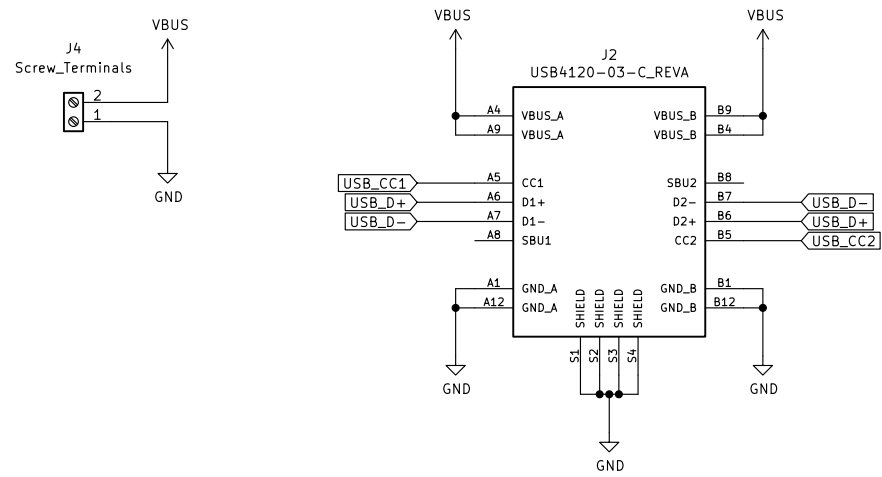 VBUS
J4
Screw_Terminals
2
1
GND
VBUS
VBUS
J2
USB4120-03-C_REVA
A4 VBUS_A VBUS_B B9
A9 VBUS_A VBUS_B B4
USB_CC1 A5 CC1 SBU2 B8
USB_D+ A6 D1+ D2- B7 USB_D-
USB_D- A7 D1- D2+ B6 USB_D+
A8 SBU1 CC2 B5 USB_CC2
A1 GND_A GND_B B1
A12 GND_A GND_B B12
SHIELD SHIELD SHIELD SHIELD
S1 S2 S3 S4
GND
GND
GND